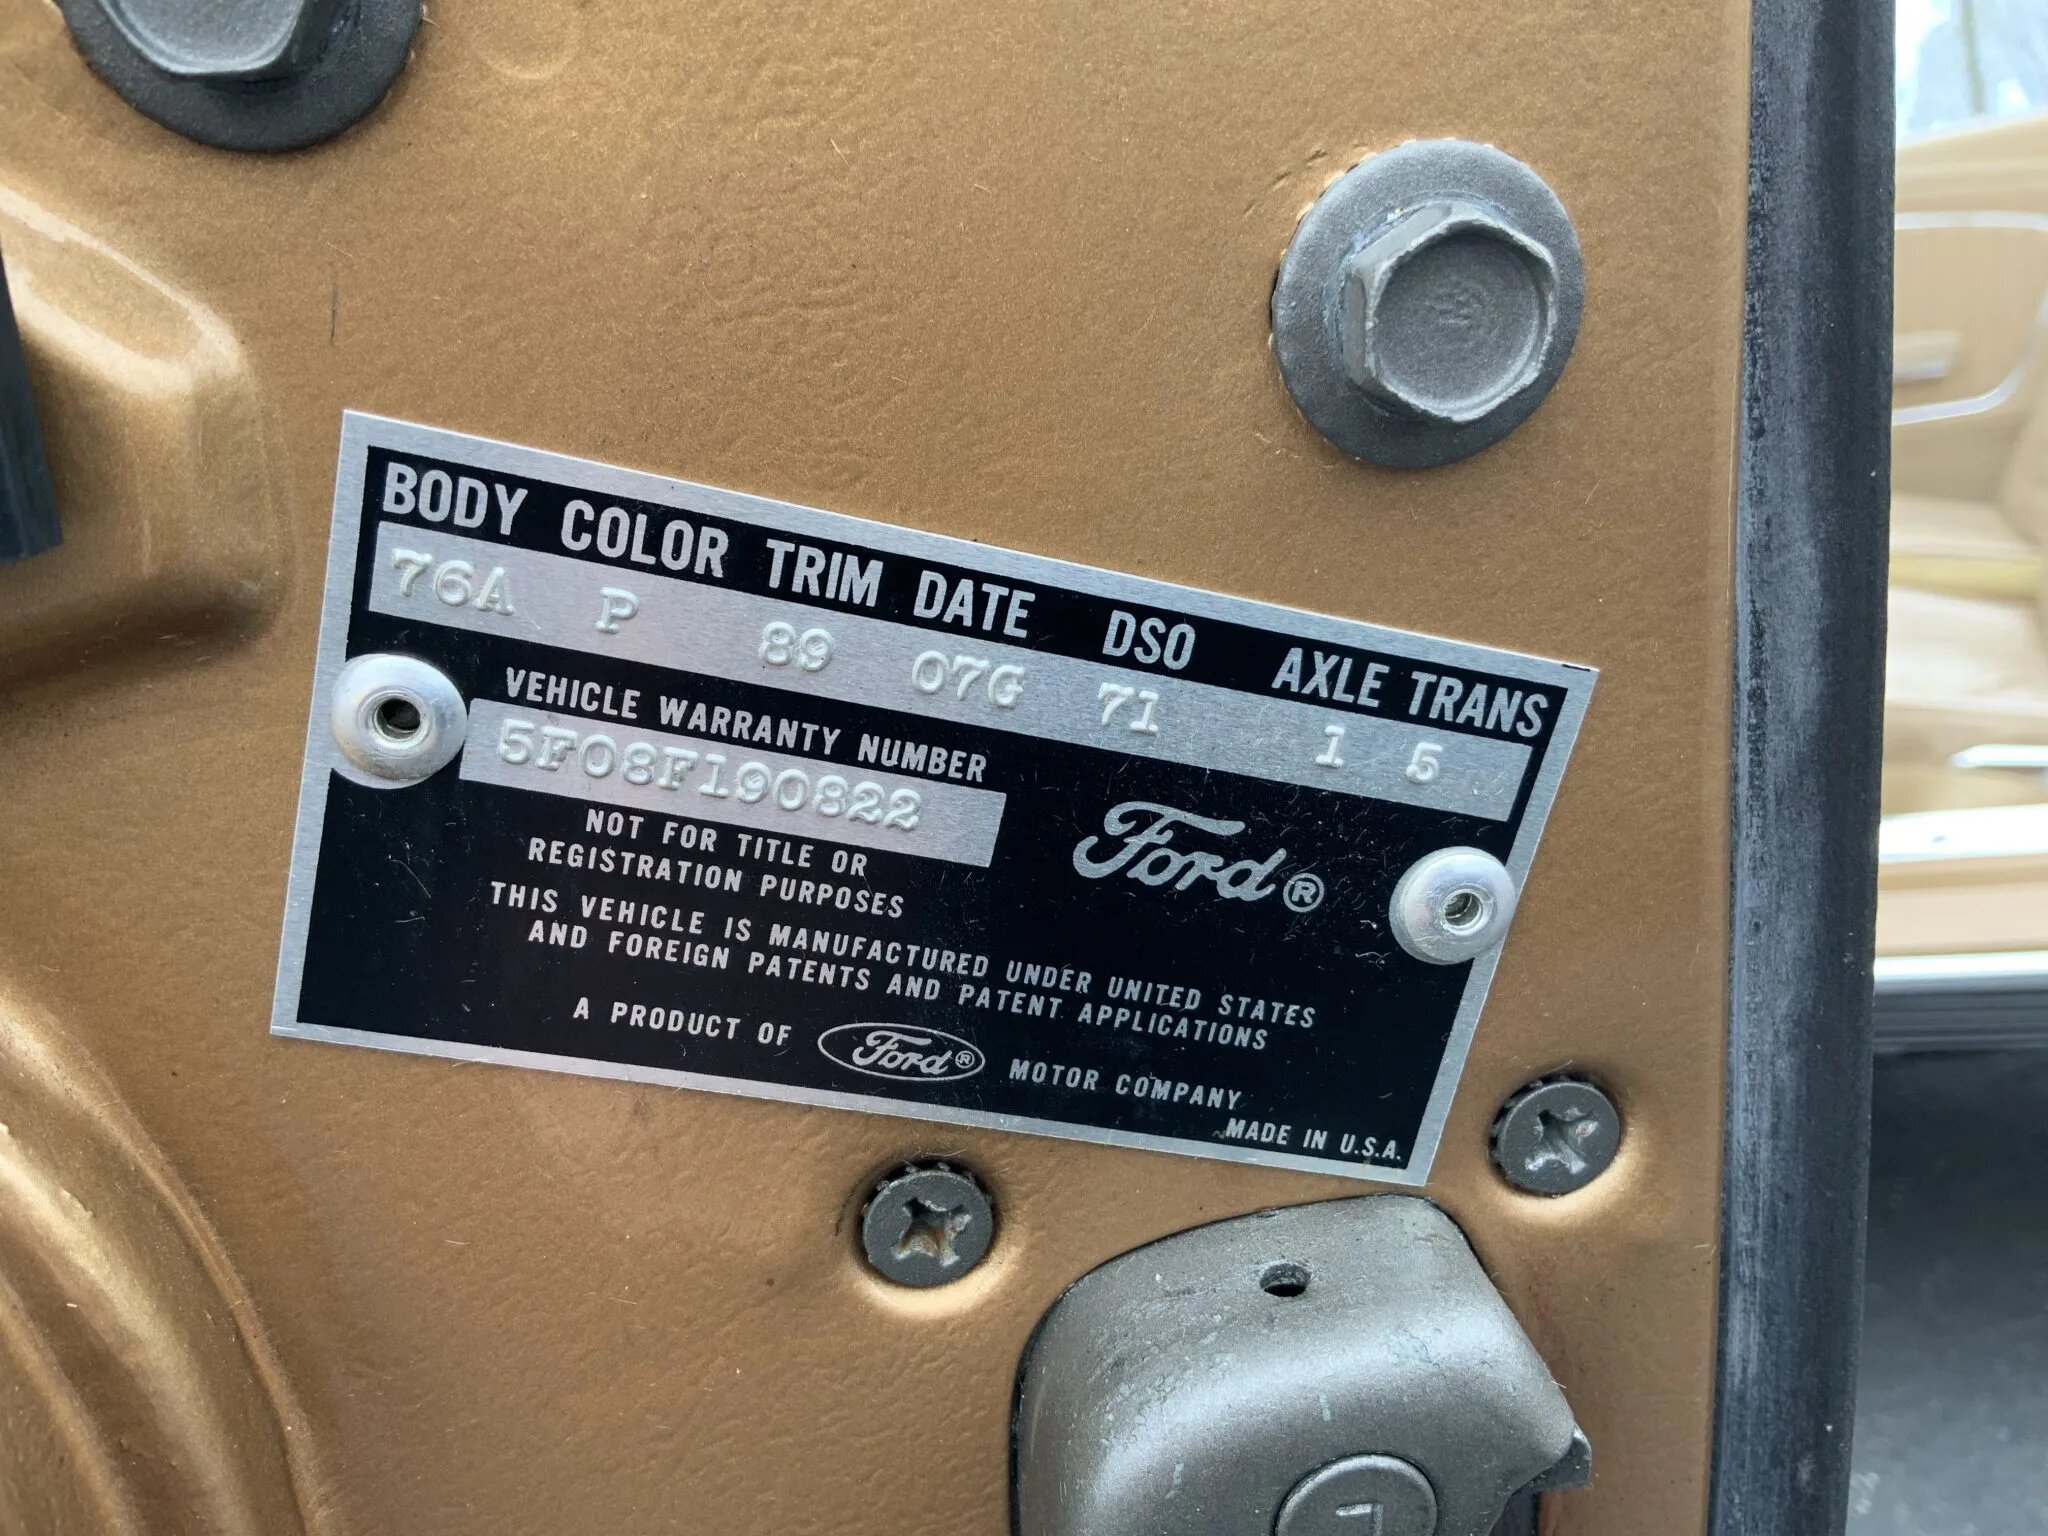 BODY COLOR TRIM DATE DSO AXLE TRANS
76A P 89 07G 71 1 5
VEHICLE WARRANTY NUMBER
5F08F190822
NOT FOR TITLE OR
REGISTRATION PURPOSES
Ford®
THIS VEHICLE IS MANUFACTURED UNDER UNITED STATES
AND FOREIGN PATENTS AND PATENT APPLICATIONS
A PRODUCT OF Ford® MOTOR COMPANY
MADE IN U.S.A.